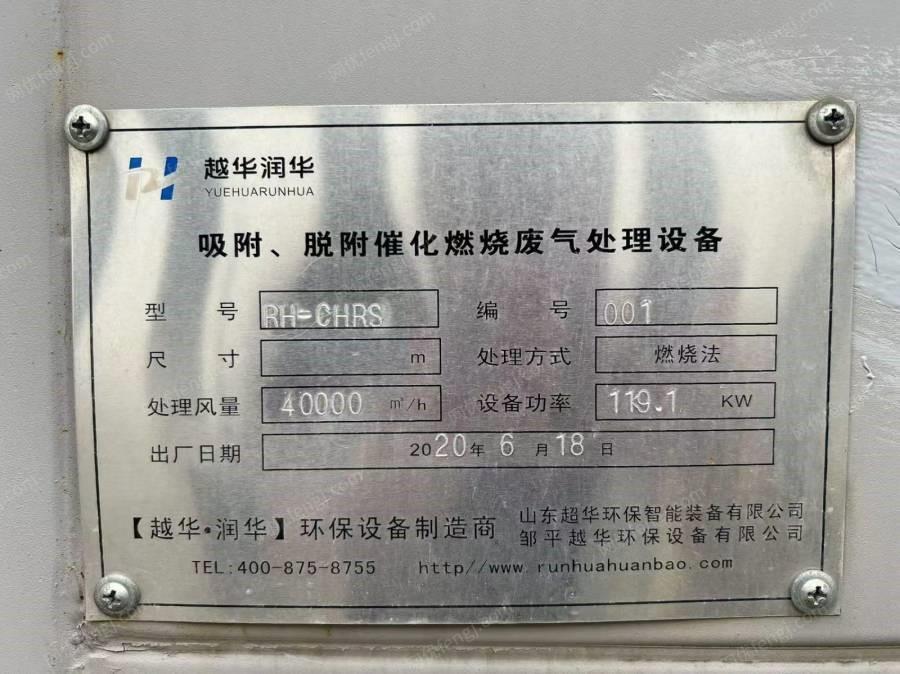 越华润华
YUEHUARUNHUA
吸附、脱附催化燃烧废气处理设备
型 号 RH-CHRS 编 号 001
尺 寸 m 处理方式 燃烧法
处理风量 40000 m³/h 设备功率 119.1 KW
出厂日期 2020年 6 月 18 日
【越华·润华】环保设备制造商
山东超华环保智能装备有限公司
邹平越华环保设备有限公司
TEL:400-875-8755 http//www.runhuahuanbao.com